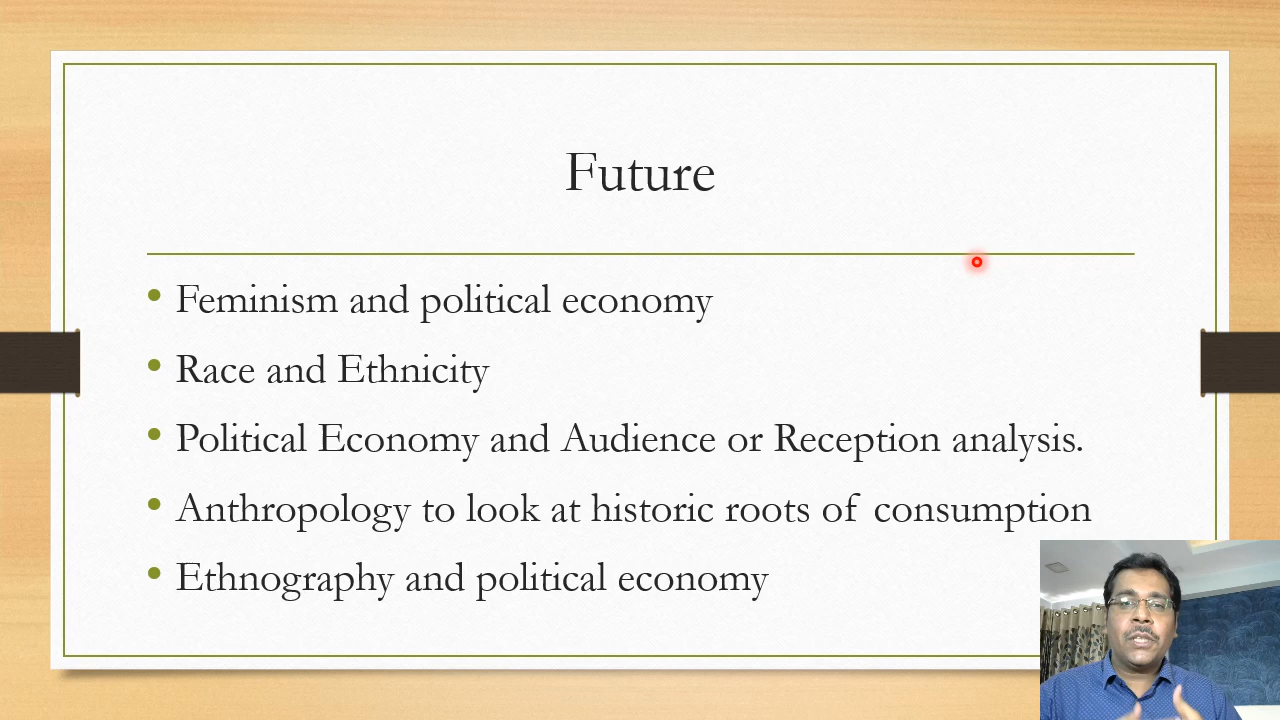 Future
Feminism and political economy
Race and Ethnicity
Political Economy and Audience or Reception analysis.
Anthropology to look at historic roots of consumption
Ethnography and political economy